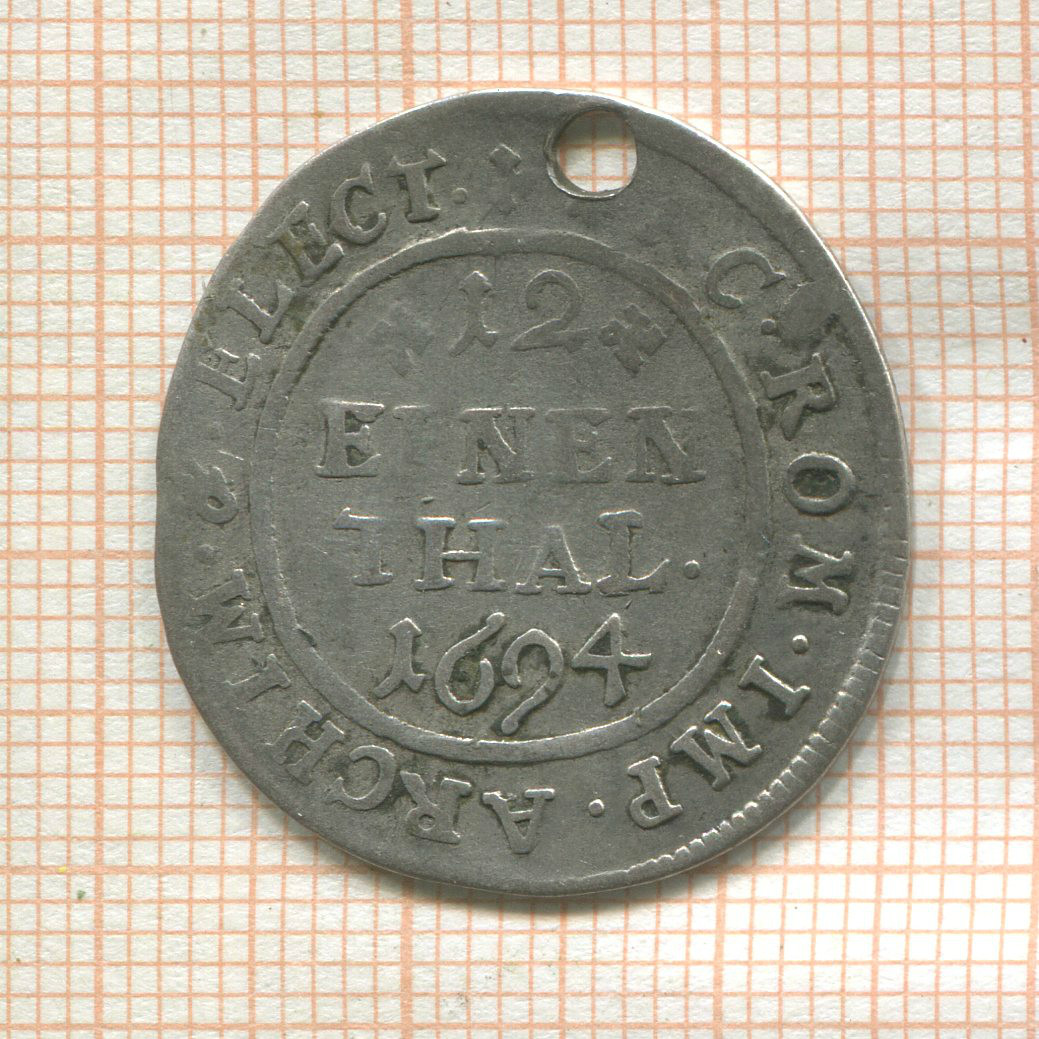 12
EINEN
THAL.
1694
C. ROM. IMP. ARCHIM. & ELECT.